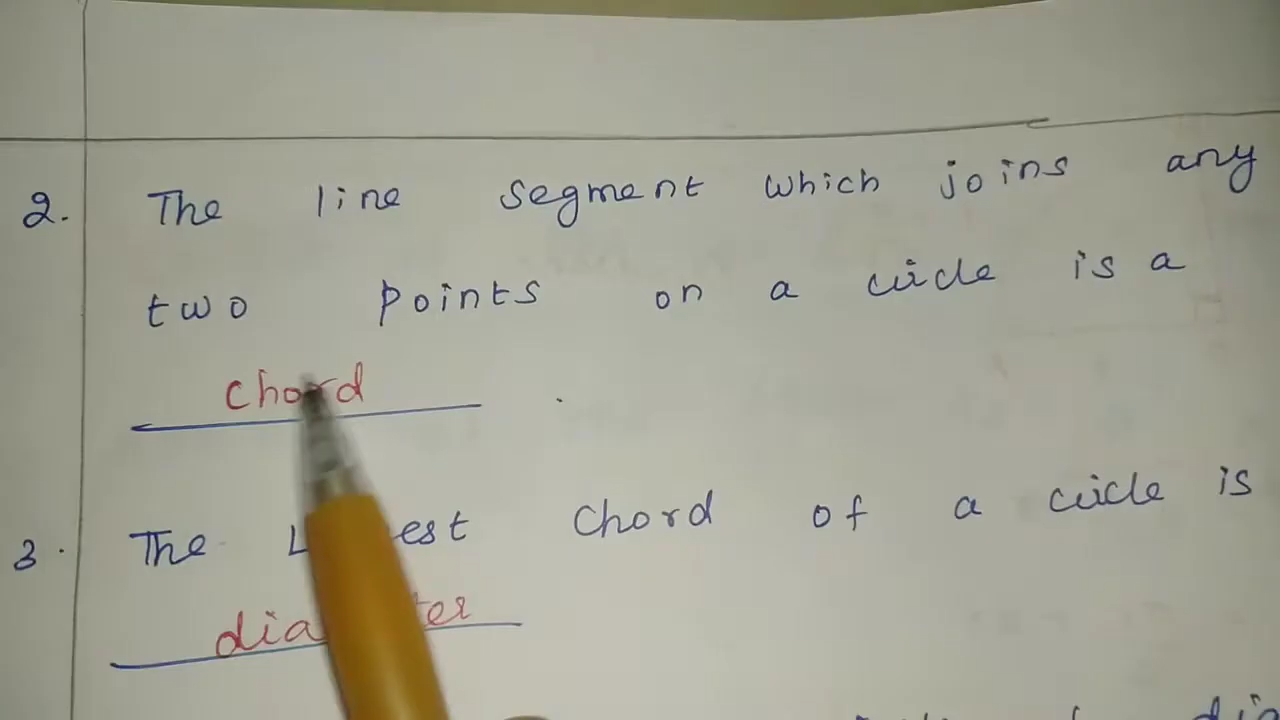 2. The line segment which joins any
two points on a circle is a
chord .
3. The chord of a circle is